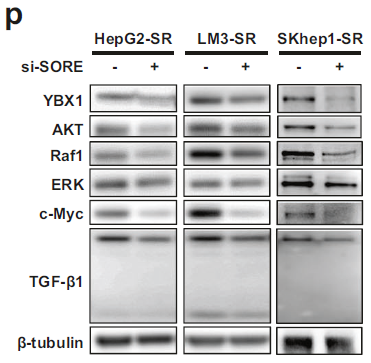 p
HepG2-SR LM3-SR SKhep1-SR
si-SORE - + - + - +
YBX1
AKT
Raf1
ERK
c-Myc
TGF-β1
β-tubulin